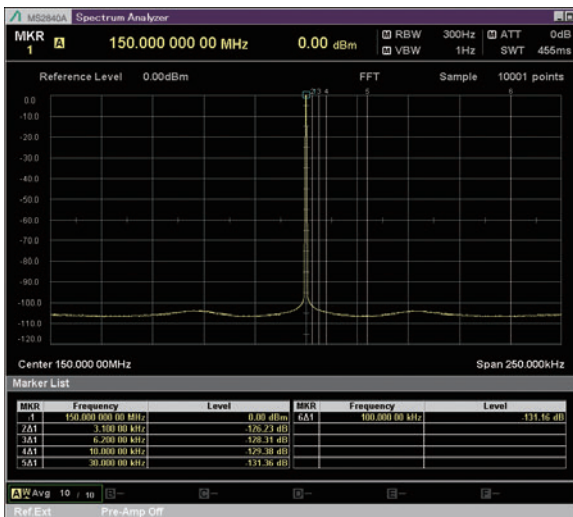 MS2840A Spectrum Analyzer
MKR 1 A 150.000 000 00 MHz 0.00 dBm M RBW 300Hz M ATT 0dB
M VBW 1Hz SWT 455ms
Reference Level 0.00dBm FFT Sample 10001 points
1 2 3 4 5 6
0.0
-10.0
-20.0
-30.0
-40.0
-50.0
-60.0
-70.0
-80.0
-90.0
-100.0
-110.0
-120.0
Center 150.000 00MHz Span 250.000kHz
Marker List
MKR Frequency Level MKR Frequency Level
1 150.000 000 00 MHz 0.00 dBm 6Δ1 100.000 00 kHz -131.16 dB
2Δ1 3.100 00 kHz -126.23 dB
3Δ1 6.200 00 kHz -128.31 dB
4Δ1 10.000 00 kHz -129.38 dB
5Δ1 30.000 00 kHz -131.36 dB
A W Avg 10 / 10 B-- C-- D-- E-- F--
Ref.Ext Pre-Amp Off